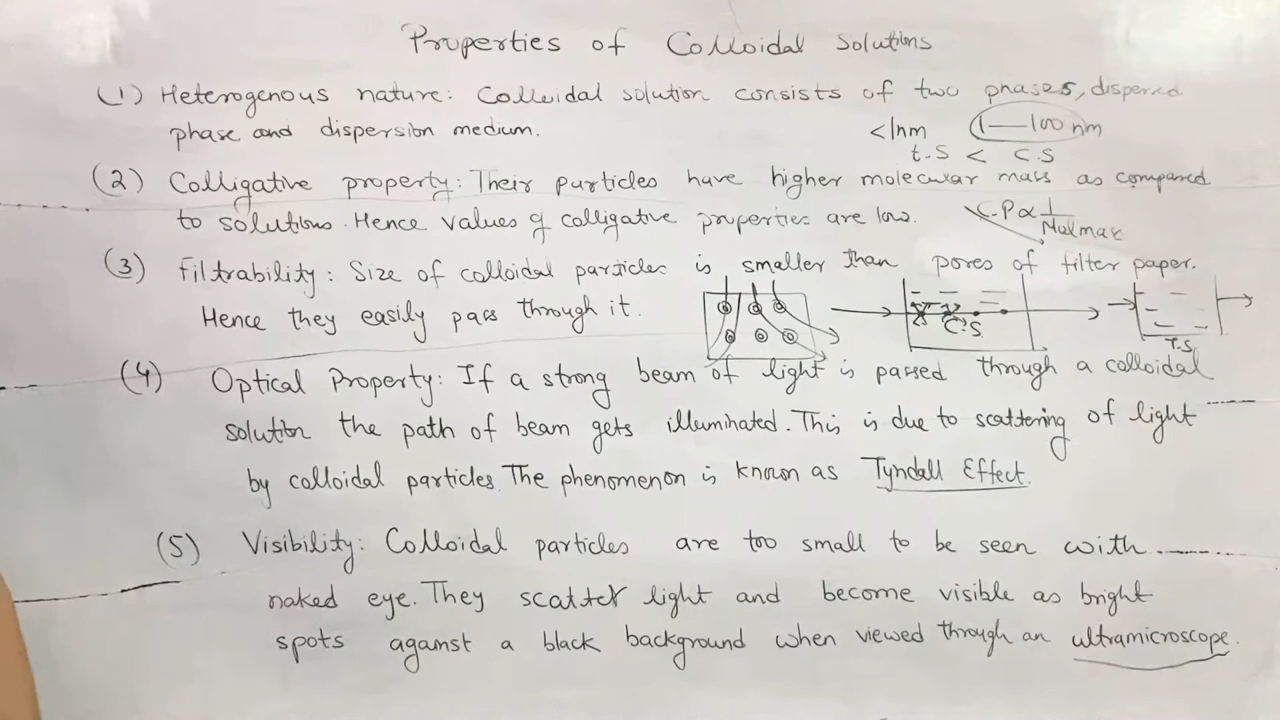 Properties of Colloidal Solutions
(1) Heterogenous nature: Colloidal solution consists of two phases, dispersed
phase and dispersion medium.
<1nm 1—100 nm
t.S < C.S
(2) Colligative property: Their particles have higher molecular mass as compared
to solutions. Hence values of colligative properties are low.
C.P ∝ 1/Molmass
(3) Filtrability: Size of colloidal particles is smaller than pores of filter paper.
Hence they easily pass through it.
C.S
T.S
(4) Optical Property: If a strong beam of light is passed through a colloidal
solution the path of beam gets illuminated. This is due to scattering of light
by colloidal particles. The phenomenon is known as Tyndall Effect.
(5) Visibility: Colloidal particles are too small to be seen with
naked eye. They scatter light and become visible as bright
spots against a black background when viewed through an ultramicroscope.